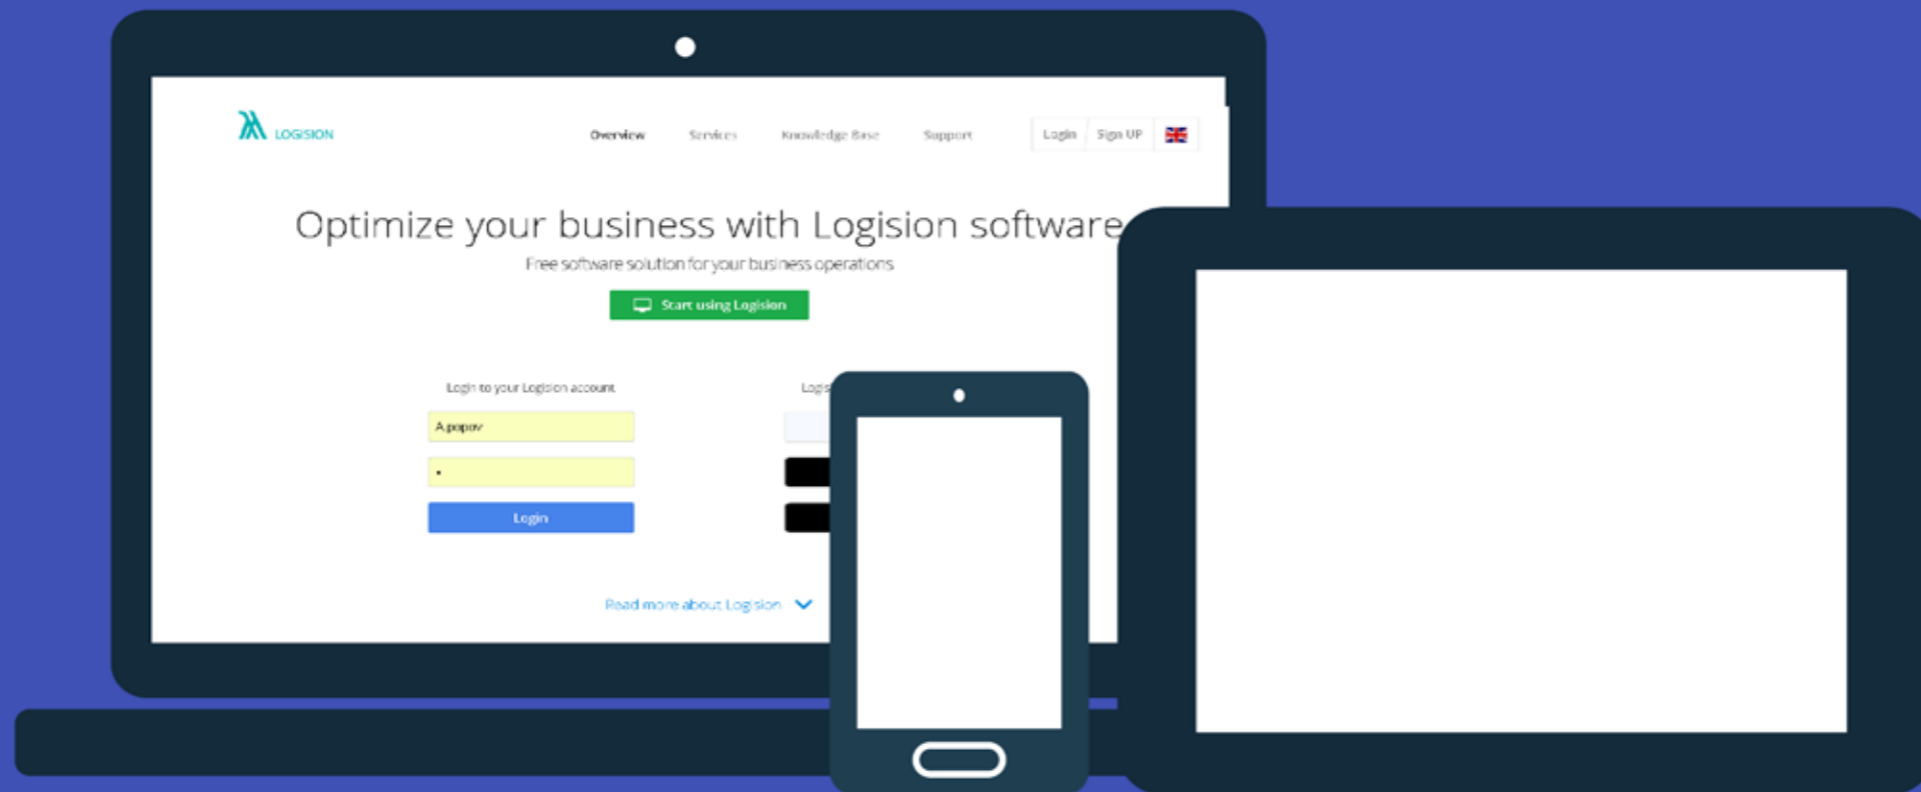 LOGISION
Overview Services Knowledge Base Support Login Sign UP
Optimize your business with Logision software
Free software solution for your business operations
Start using Logision
Login to your Logision account
A.popov
Login
Read more about Logision